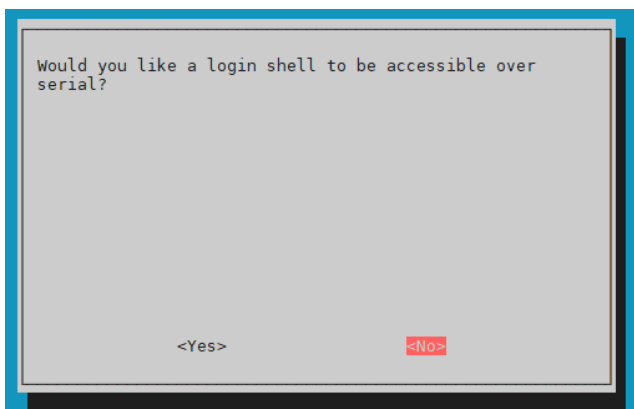 Would you like a login shell to be accessible over
serial?
<Yes> <No>